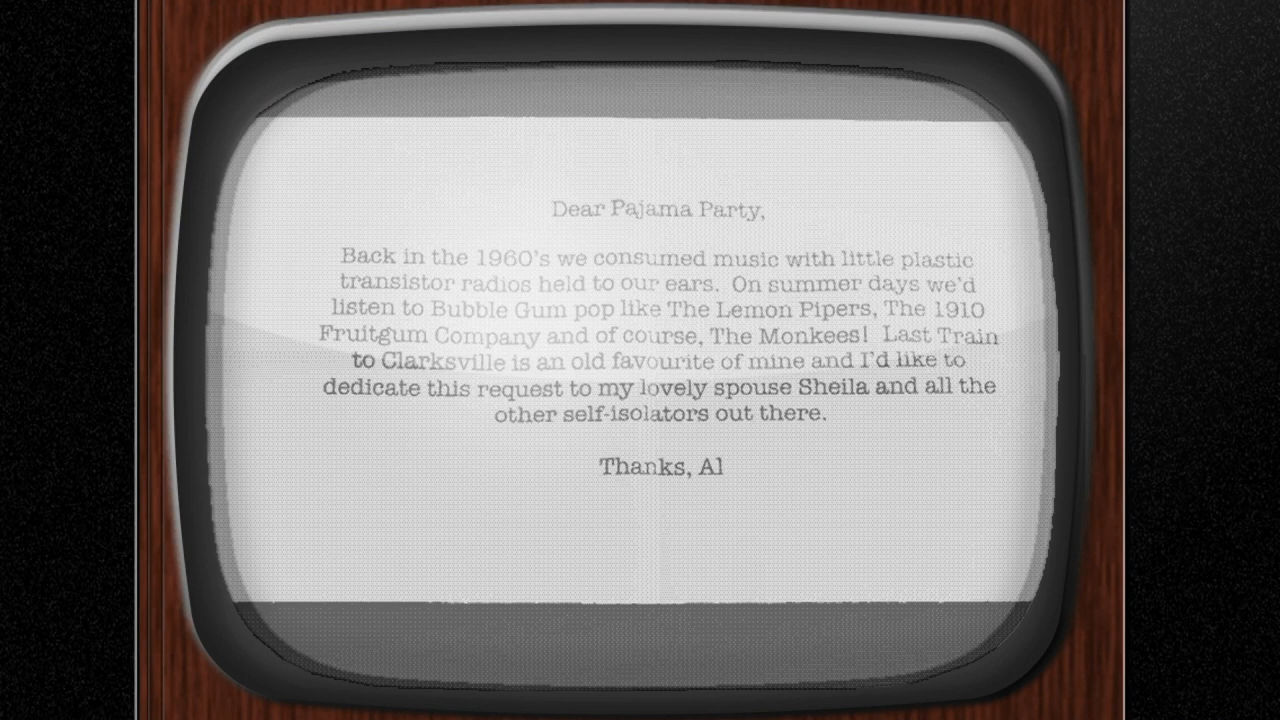 Dear Pajama Party,
Back in the 1960's we consumed music with little plastic
transistor radios held to our ears.  On summer days we'd
listen to Bubble Gum pop like The Lemon Pipers, The 1910
Fruitgum Company and of course, The Monkees!  Last Train
to Clarksville is an old favourite of mine and I'd like to
dedicate this request to my lovely spouse Sheila and all the
other self-isolators out there.
Thanks, Al